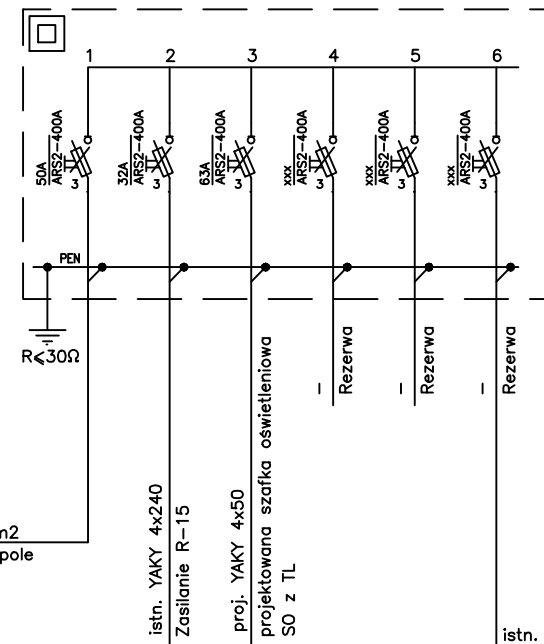 1 2 3 4 5 6
50A
ARS2-400A
3
32A
ARS2-400A
3
63A
ARS2-400A
3
xxx
ARS2-400A
3
xxx
ARS2-400A
3
xxx
ARS2-400A
3
PEN
R⩽30Ω
m2
pole
istn. YAKY 4x240
Zasilanie R-15
proj. YAKY 4x50
projektowana szafka oświetleniowa
SO z TL
–
Rezerwa
–
Rezerwa
–
Rezerwa
istn.